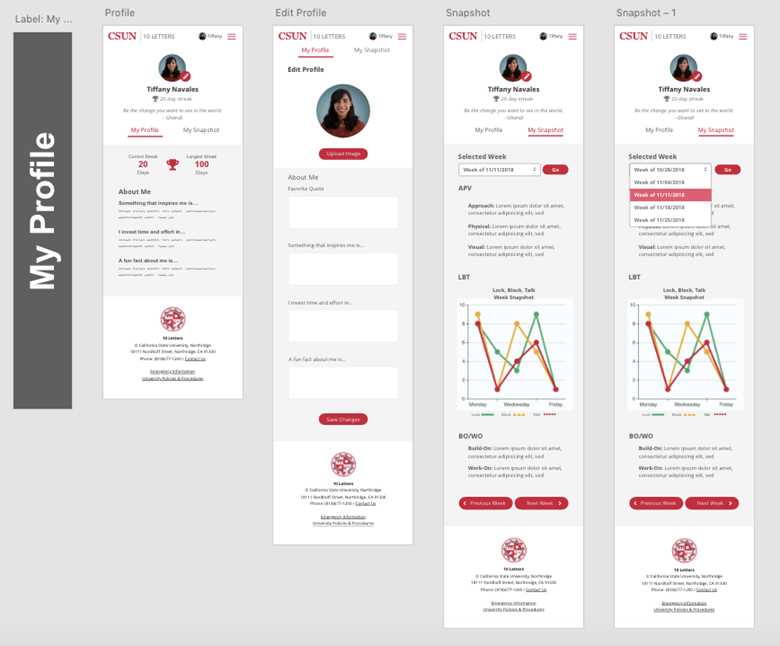 Label: My ...
My Profile
Profile
CSUN | 10 LETTERS
Tiffany
Tiffany Navales
20 day streak
Be the change you want to see in the world.
- Ghandi
My Profile
My Snapshot
Current Streak
20
Days
Longest Streak
100
Days
About Me
Something that inspires me is...
I invest time and effort in...
A fun fact about me is...
10 Letters
© California State University, Northridge
18111 Nordhoff Street, Northridge, CA 91330
Phone: (818)677-1200 / Contact Us
Emergency Information
University Policies & Procedures
Edit Profile
CSUN | 10 LETTERS
Tiffany
My Profile
My Snapshot
Edit Profile
Upload Image
About Me
Favorite Quote
Something that inspires me is...
I invest time and effort in...
A fun fact about me is...
Save Changes
10 Letters
© California State University, Northridge
18111 Nordhoff Street, Northridge, CA 91330
Phone: (818)677-1200 / Contact Us
Emergency Information
University Policies & Procedures
Snapshot
CSUN | 10 LETTERS
Tiffany
Tiffany Navales
20 day streak
Be the change you want to see in the world.
- Ghandi
My Profile
My Snapshot
Selected Week
Week of 11/11/2018
Go
APV
Approach: Lorem ipsum dolor sit amet,
consectetur adipisicing elit, sed
Physical: Lorem ipsum dolor sit amet,
consectetur adipisicing elit, sed
Visual: Lorem ipsum dolor sit amet,
consectetur adipisicing elit, sed
LBT
Lock, Block, Talk
Week Snapshot
10
8
6
4
2
0
Monday
Wednesday
Friday
Lock
Block
Talk
BO/WO
Build-On: Lorem ipsum dolor sit amet,
consectetur adipisicing elit, sed
Work-On: Lorem ipsum dolor sit amet,
consectetur adipisicing elit, sed
Previous Week
Next Week
10 Letters
© California State University, Northridge
18111 Nordhoff Street, Northridge, CA 91330
Phone: (818)677-1200 / Contact Us
Emergency Information
University Policies & Procedures
Snapshot – 1
CSUN | 10 LETTERS
Tiffany
Tiffany Navales
20 day streak
Be the change you want to see in the world.
- Ghandi
My Profile
My Snapshot
Selected Week
Week of 10/28/2018
Go
Week of 11/04/2018
Week of 11/11/2018
Week of 11/18/2018
Week of 11/25/2018
dolor sit amet,
elit, sed
consectetur adipisicing elit, sed
Visual: Lorem ipsum dolor sit amet,
consectetur adipisicing elit, sed
LBT
Lock, Block, Talk
Week Snapshot
10
8
6
4
2
0
Monday
Wednesday
Friday
Lock
Block
Talk
BO/WO
Build-On: Lorem ipsum dolor sit amet,
consectetur adipisicing elit, sed
Work-On: Lorem ipsum dolor sit amet,
consectetur adipisicing elit, sed
Previous Week
Next Week
10 Letters
© California State University, Northridge
18111 Nordhoff Street, Northridge, CA 91330
Phone: (818)677-1200 / Contact Us
Emergency Information
University Policies & Procedures